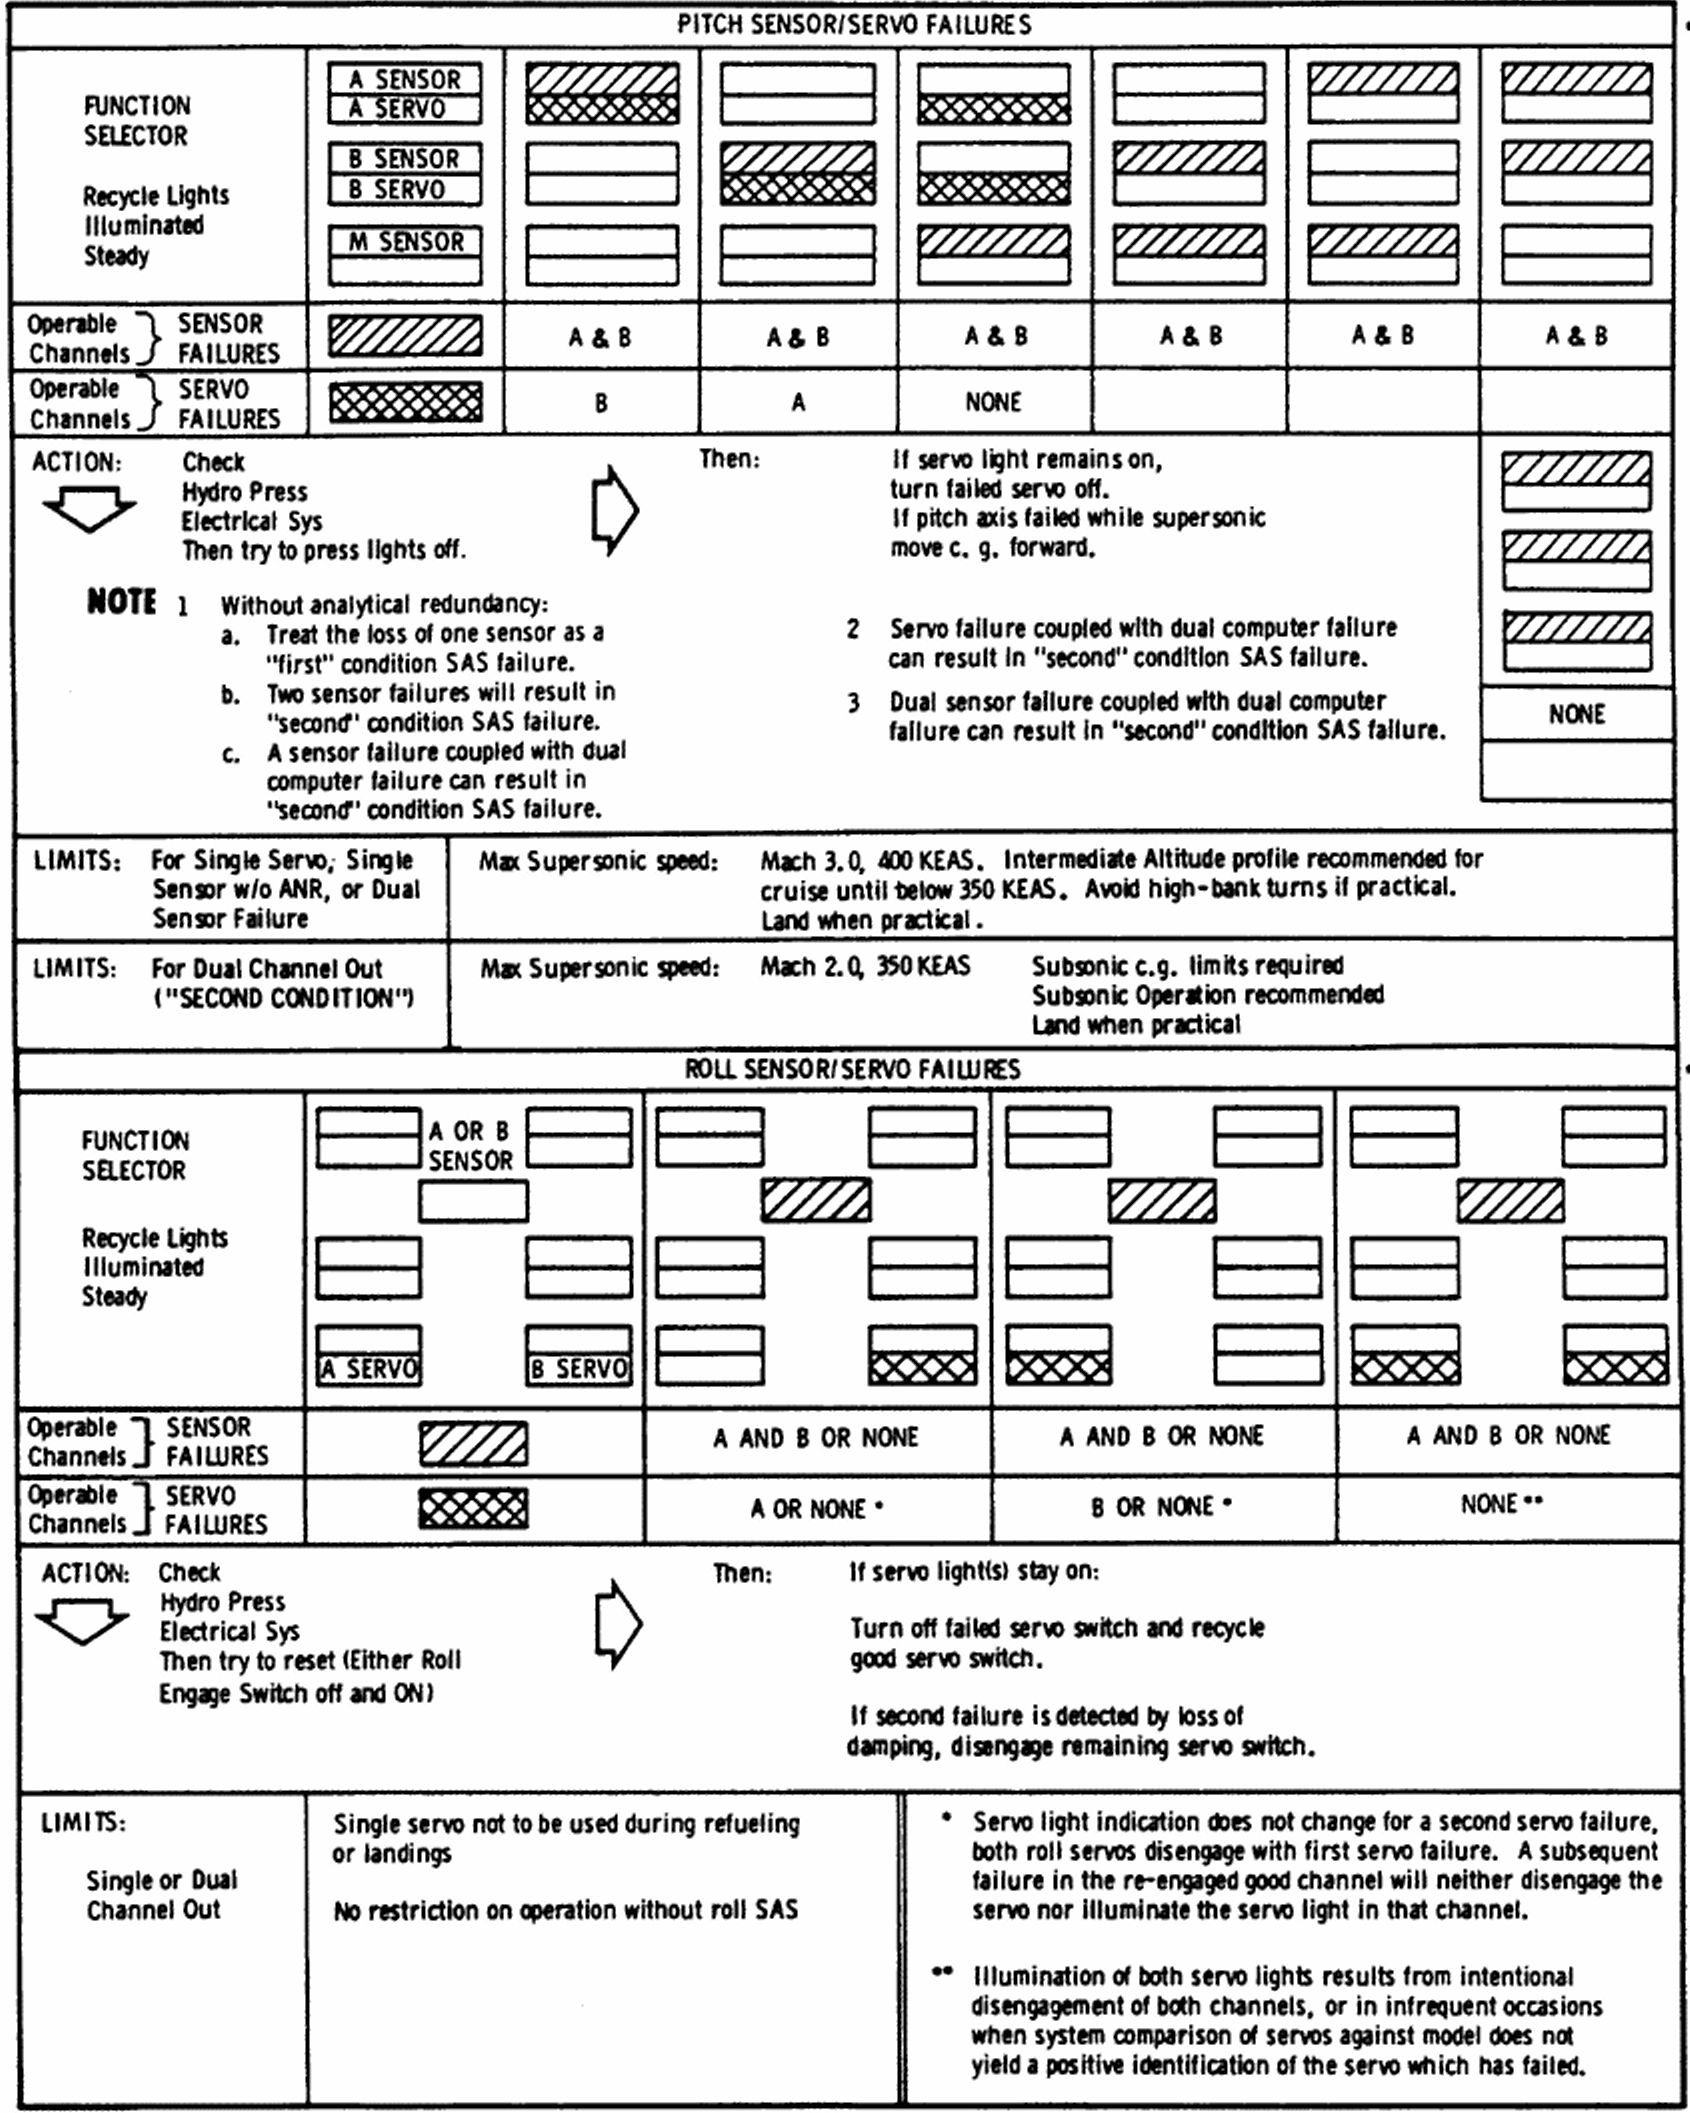 PITCH SENSOR/SERVO FAILURES
FUNCTION
SELECTOR
Recycle Lights
Illuminated
Steady
A SENSOR
A SERVO
B SENSOR
B SERVO
M SENSOR
Operable
Channels
SENSOR
FAILURES
A & B
A & B
A & B
A & B
A & B
A & B
Operable
Channels
SERVO
FAILURES
B
A
NONE
ACTION:
Check
Hydro Press
Electrical Sys
Then try to press lights off.
Then:
If servo light remains on,
turn failed servo off.
If pitch axis failed while supersonic
move c. g. forward.
NOTE
1 Without analytical redundancy:
a. Treat the loss of one sensor as a
"first" condition SAS failure.
b. Two sensor failures will result in
"second" condition SAS failure.
c. A sensor failure coupled with dual
computer failure can result in
"second" condition SAS failure.
2 Servo failure coupled with dual computer failure
can result in "second" condition SAS failure.
3 Dual sensor failure coupled with dual computer
failure can result in "second" condition SAS failure.
NONE
LIMITS: For Single Servo, Single
Sensor w/o ANR, or Dual
Sensor Failure
Max Supersonic speed: Mach 3.0, 400 KEAS. Intermediate Altitude profile recommended for
cruise until below 350 KEAS. Avoid high-bank turns if practical.
Land when practical.
LIMITS: For Dual Channel Out
("SECOND CONDITION")
Max Supersonic speed: Mach 2.0, 350 KEAS
Subsonic c.g. limits required
Subsonic Operation recommended
Land when practical
ROLL SENSOR/SERVO FAILURES
FUNCTION
SELECTOR
Recycle Lights
Illuminated
Steady
A OR B
SENSOR
A SERVO
B SERVO
Operable
Channels
SENSOR
FAILURES
A AND B OR NONE
A AND B OR NONE
A AND B OR NONE
Operable
Channels
SERVO
FAILURES
A OR NONE *
B OR NONE *
NONE **
ACTION:
Check
Hydro Press
Electrical Sys
Then try to reset (Either Roll
Engage Switch off and ON)
Then:
If servo light(s) stay on:
Turn off failed servo switch and recycle
good servo switch.
If second failure is detected by loss of
damping, disengage remaining servo switch.
LIMITS:
Single or Dual
Channel Out
Single servo not to be used during refueling
or landings
No restriction on operation without roll SAS
* Servo light indication does not change for a second servo failure,
both roll servos disengage with first servo failure. A subsequent
failure in the re-engaged good channel will neither disengage the
servo nor illuminate the servo light in that channel.
** Illumination of both servo lights results from intentional
disengagement of both channels, or in infrequent occasions
when system comparison of servos against model does not
yield a positive identification of the servo which has failed.